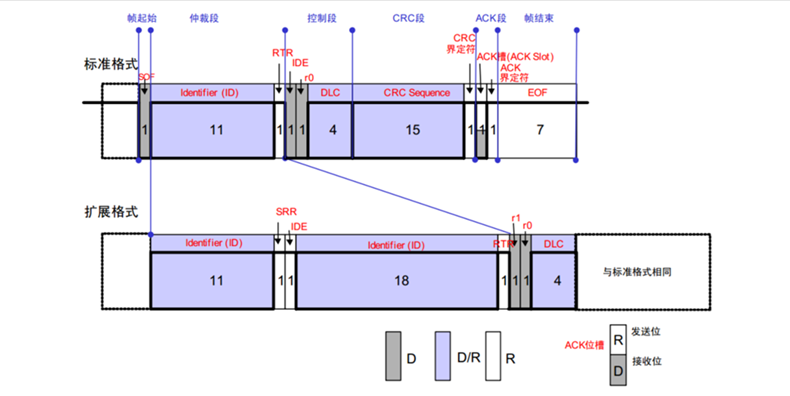 帧起始 仲裁段 控制段 CRC段 ACK段 帧结束
标准格式
SOF
RTR
IDE
r0
CRC
界定符
ACK槽(ACK Slot)
ACK
界定符
Identifier (ID) DLC CRC Sequence EOF
1 11 1 1 1 4 15 1 1 1 7
扩展格式
SRR
IDE
r1
r0
Identifier (ID) Identifier (ID) RTR DLC
11 1 1 18 1 1 1 4 与标准格式相同
D D/R R
ACK位槽
R 发送位
D 接收位